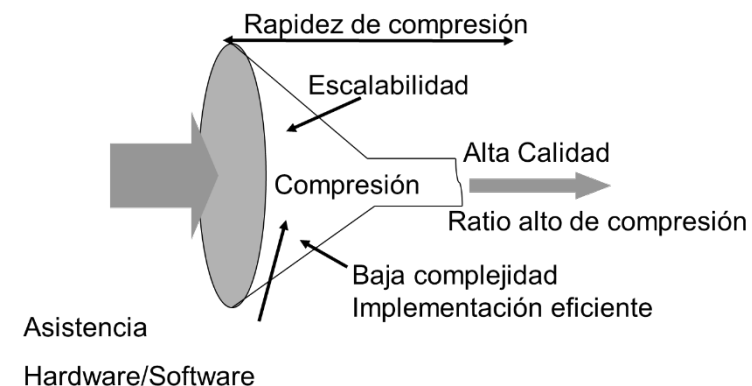 Rapidez de compresión
Escalabilidad
Alta Calidad
Compresión
Ratio alto de compresión
Baja complejidad
Implementación eficiente
Asistencia
Hardware/Software